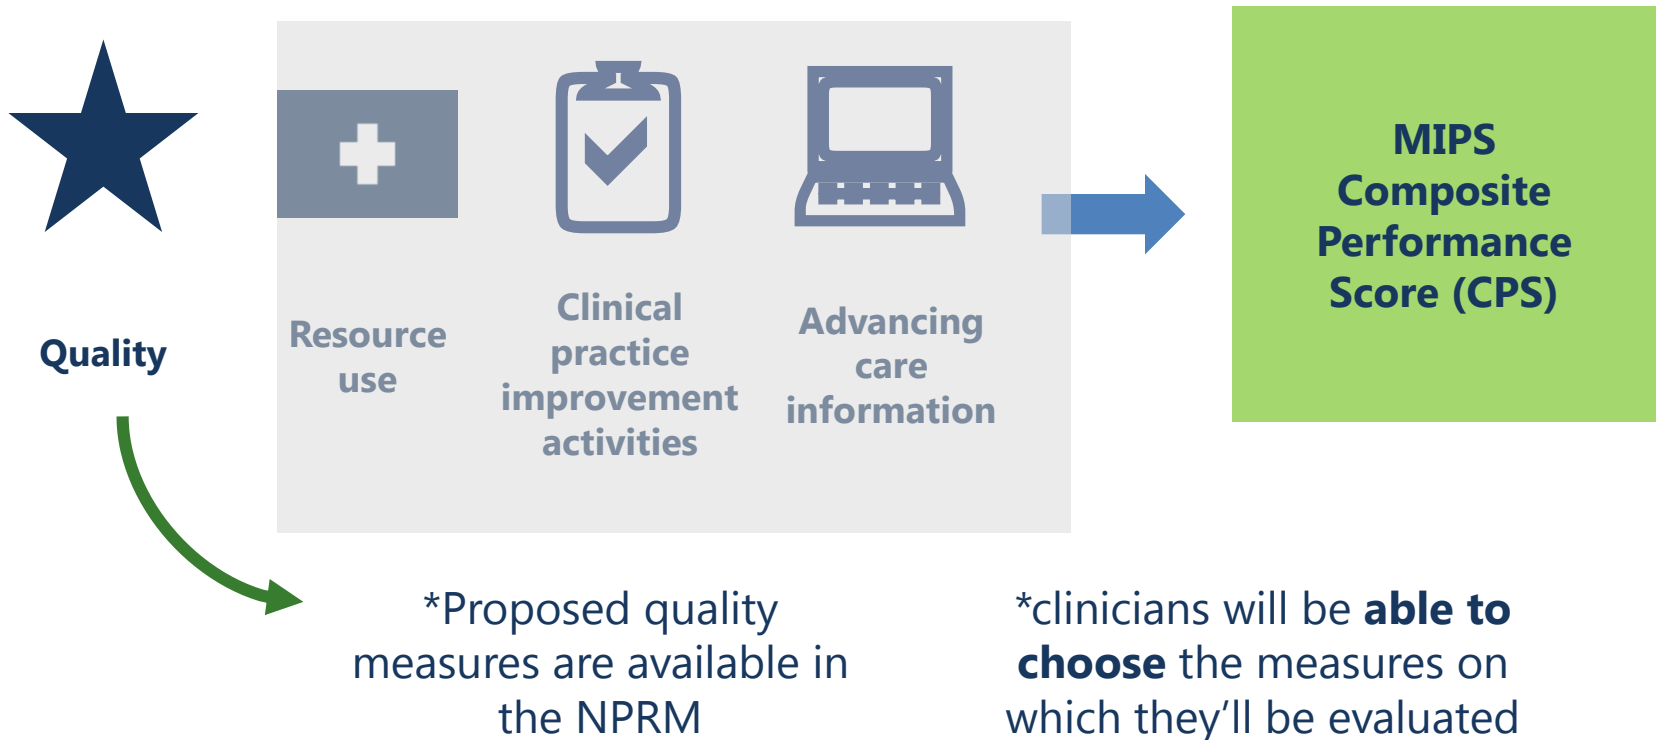 Quality
Resource
use
Clinical
practice
improvement
activities
Advancing
care
information
MIPS
Composite
Performance
Score (CPS)
*Proposed quality
measures are available in
the NPRM
*clinicians will be able to
choose the measures on
which they’ll be evaluated